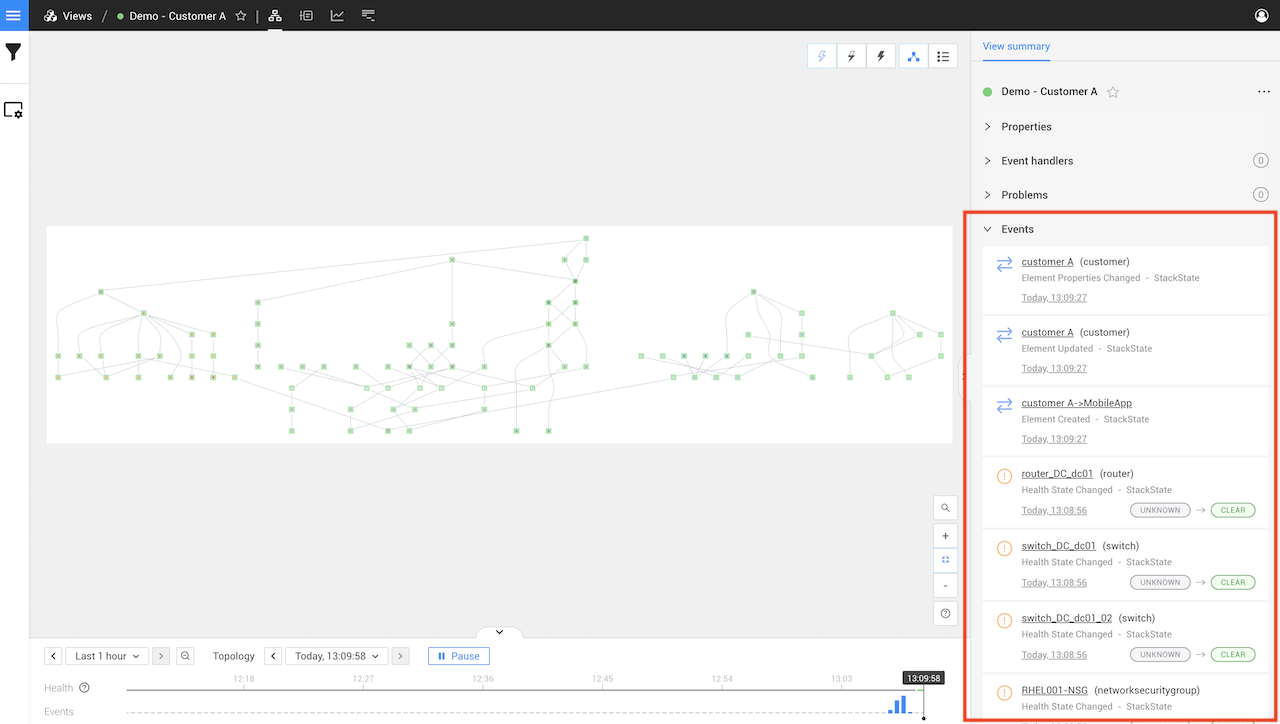 Views / Demo - Customer A
View summary
Demo - Customer A
Properties
Event handlers 0
Problems 0
Events
customer A (customer)
Element Properties Changed - StackState
Today, 13:09:27
customer A (customer)
Element Updated - StackState
Today, 13:09:27
customer A->MobileApp
Element Created - StackState
Today, 13:09:27
router_DC_dc01 (router)
Health State Changed - StackState
Today, 13:08:56 UNKNOWN → CLEAR
switch_DC_dc01 (switch)
Health State Changed - StackState
Today, 13:08:56 UNKNOWN → CLEAR
switch_DC_dc01_02 (switch)
Health State Changed - StackState
Today, 13:08:56 UNKNOWN → CLEAR
RHEL001-NSG (networksecuritygroup)
Health State Changed - StackState
Last 1 hour Topology Today, 13:09:58 Pause
12:18 12:27 12:36 12:45 12:54 13:03 13:09:58
Health
Events